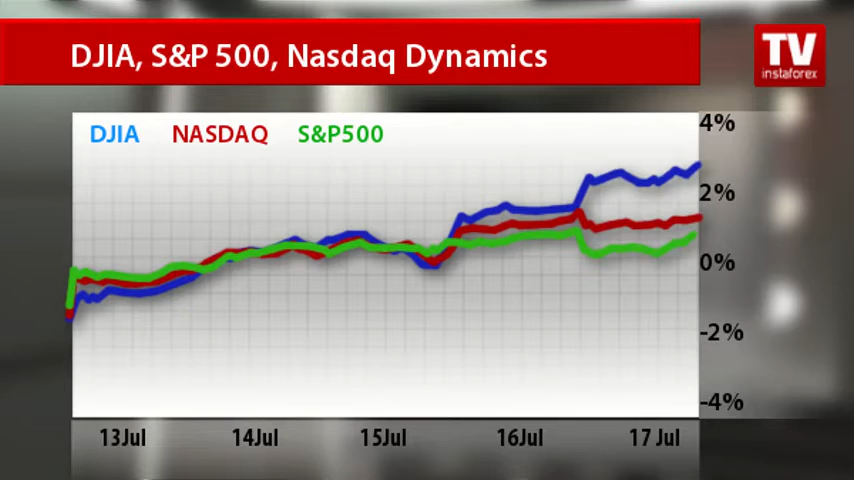 DJIA, S&P 500, Nasdaq Dynamics
TV
instaforex
DJIA NASDAQ S&P500
4%
2%
0%
-2%
-4%
13Jul 14Jul 15Jul 16Jul 17 Jul